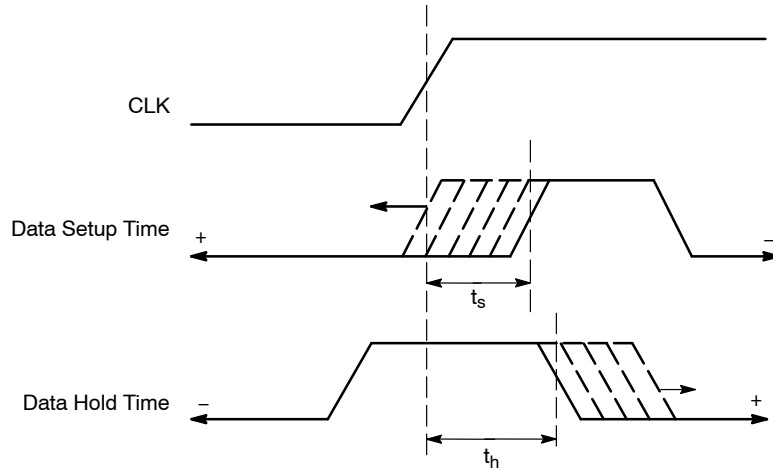 CLK
Data Setup Time
+
−
t_s
Data Hold Time
−
+
t_h